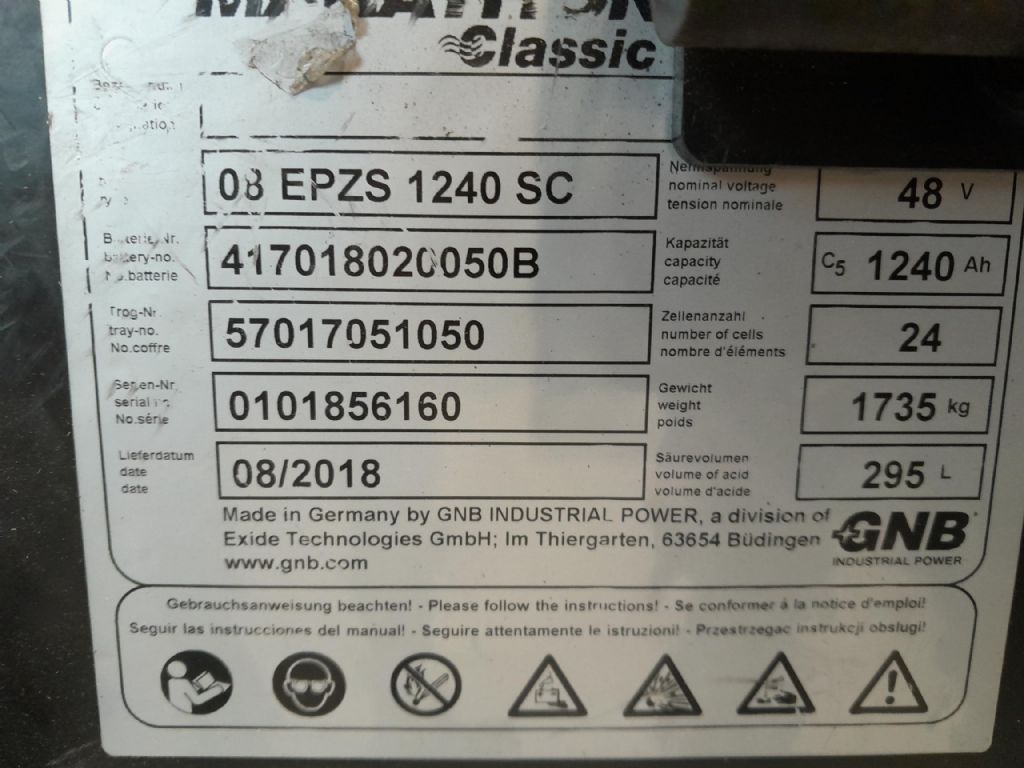 Classic
08 EPZS 1240 SC
nominal voltage
tension nominale
48 V
battery-no.
No.batterie
417018020050B
Kapazität
capacity
capacité
C5 1240 Ah
Trog-Nr.
tray-no.
No.coffre
57017051050
Zellenanzahl
number of cells
nombre d'éléments
24
Serien-Nr.
serial
No.série
0101856160
Gewicht
weight
poids
1735 kg
Lieferdatum
date
date
08/2018
Säurevolumen
volume of acid
volume d'acide
295 L
Made in Germany by GNB INDUSTRIAL POWER, a division of
Exide Technologies GmbH; Im Thiergarten, 63654 Büdingen
www.gnb.com
GNB
INDUSTRIAL POWER
Gebrauchsanweisung beachten! - Please follow the instructions! - Se conformer à la notice d'emploi!
Seguir las instrucciones del manual! - Seguire attentamente le istruzioni! - Przestrzegac instrukcji obslugi!